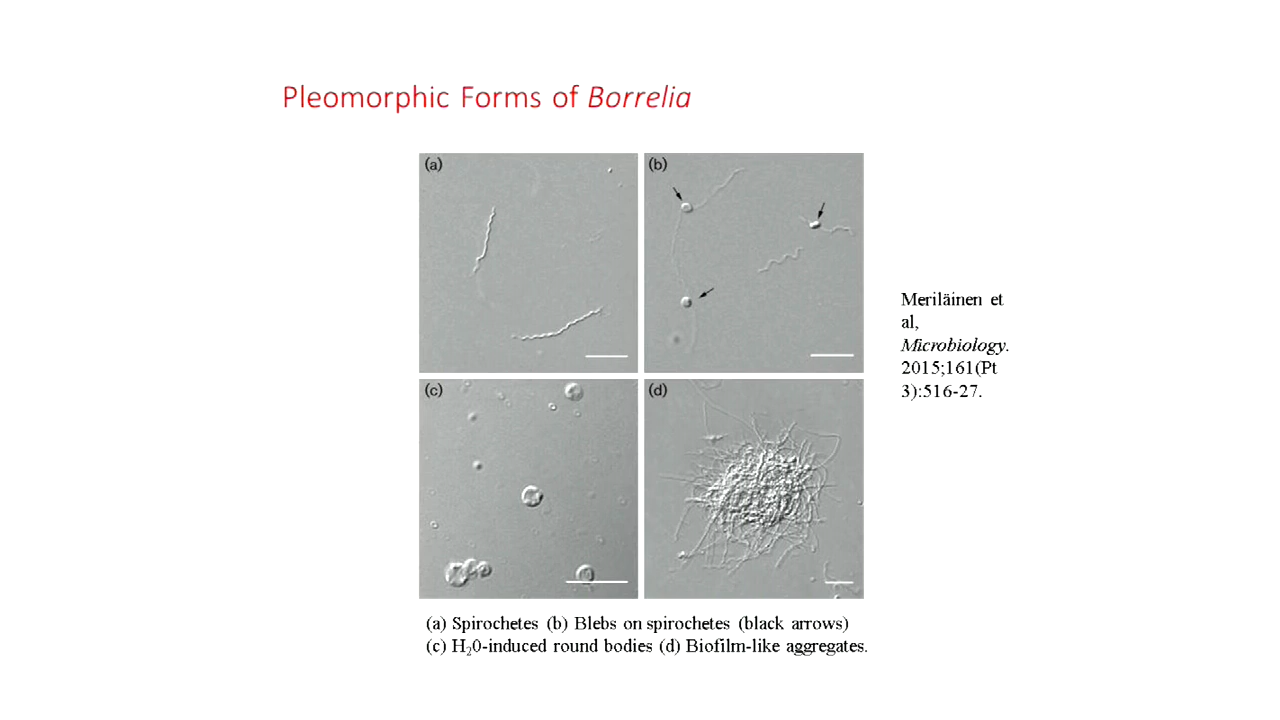 Pleomorphic Forms of Borrelia
(a)
(b)
(c)
(d)
Meriläinen et
al,
Microbiology.
2015;161(Pt
3):516-27.
(a) Spirochetes (b) Blebs on spirochetes (black arrows)
(c) H₂0-induced round bodies (d) Biofilm-like aggregates.